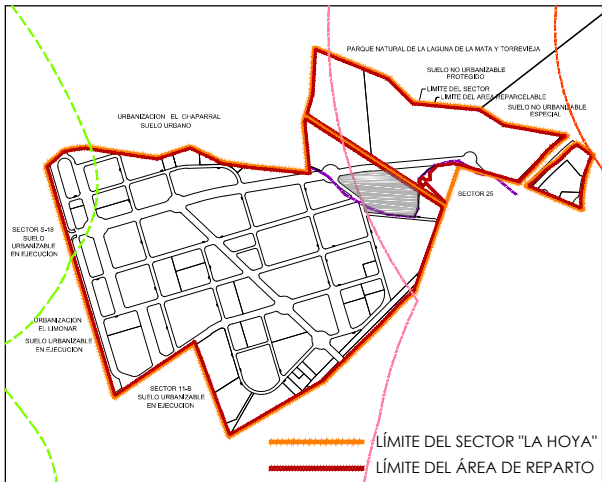 PARQUE NATURAL DE LA LAGUNA DE LA MATA Y TORREVIEJA
SUELO NO URBANIZABLE
PROTEGIDO
LIMITE DEL SECTOR
LIMITE DEL AREA REPARCELABLE
SUELO NO URBANIZABLE
ESPECIAL
URBANIZACION EL CHAPARRAL
SUELO URBANO
SECTOR 25
SECTOR S-18
SUELO
URBANIZABLE
EN EJECUCION
URBANIZACION
EL LIMONAR
SUELO URBANIZABLE
EN EJECUCION
SECTOR 11-B
SUELO URBANIZABLE
EN EJECUCION
LÍMITE DEL SECTOR "LA HOYA"
LÍMITE DEL ÁREA DE REPARTO